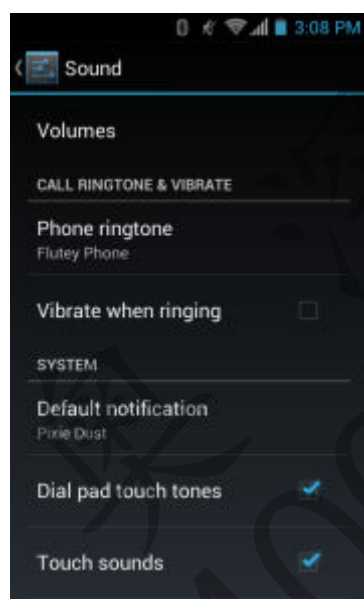 3:08 PM
Sound
Volumes
CALL RINGTONE & VIBRATE
Phone ringtone
Flutey Phone
Vibrate when ringing
SYSTEM
Default notification
Pixie Dust
Dial pad touch tones
Touch sounds